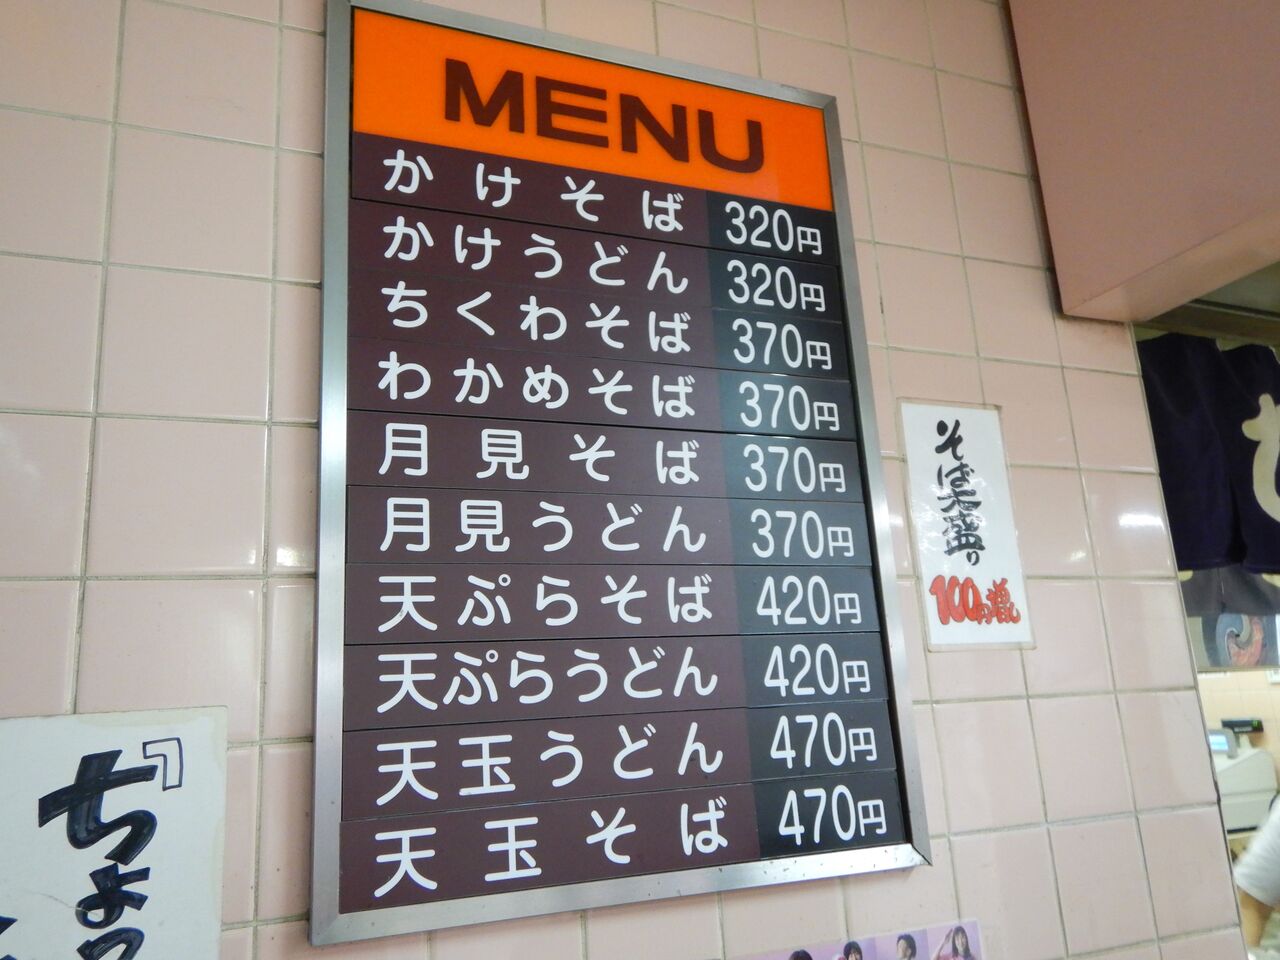 MENU
かけそば 320円
かけうどん 320円
ちくわそば 370円
わかめそば 370円
月見そば 370円
月見うどん 370円
天ぷらそば 420円
天ぷらうどん 420円
天玉うどん 470円
天玉そば 470円
そば大盛り
100円増し
『ちょっ